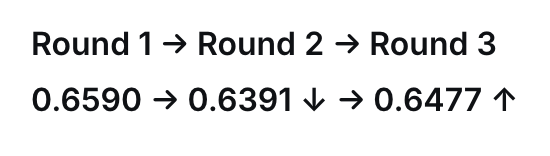 Round 1 → Round 2 → Round 3
0.6590 → 0.6391 ↓ → 0.6477 ↑